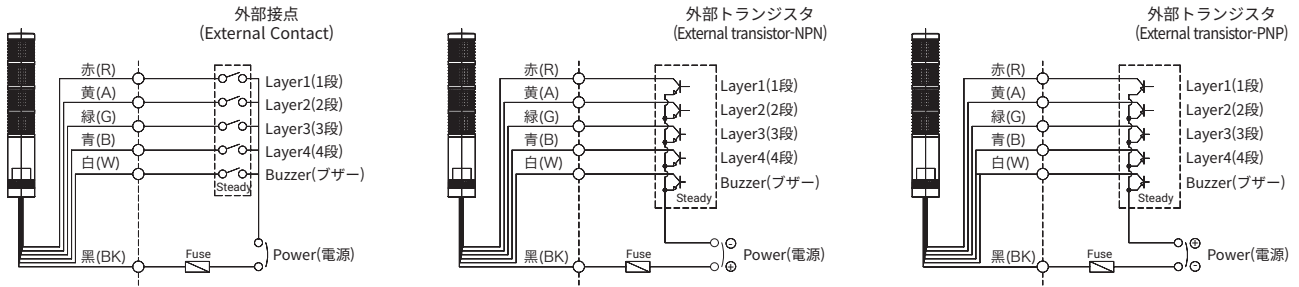 外部接点
(External Contact)
赤(R)
黄(A)
緑(G)
青(B)
白(W)
黒(BK)
Layer1(1段)
Layer2(2段)
Layer3(3段)
Layer4(4段)
Buzzer(ブザー)
Steady
Fuse
Power(電源)
外部トランジスタ
(External transistor-NPN)
赤(R)
黄(A)
緑(G)
青(B)
白(W)
黒(BK)
Layer1(1段)
Layer2(2段)
Layer3(3段)
Layer4(4段)
Buzzer(ブザー)
Steady
Fuse
⊖
⊕
Power(電源)
外部トランジスタ
(External transistor-PNP)
赤(R)
黄(A)
緑(G)
青(B)
白(W)
黒(BK)
Layer1(1段)
Layer2(2段)
Layer3(3段)
Layer4(4段)
Buzzer(ブザー)
Steady
Fuse
⊕
⊖
Power(電源)